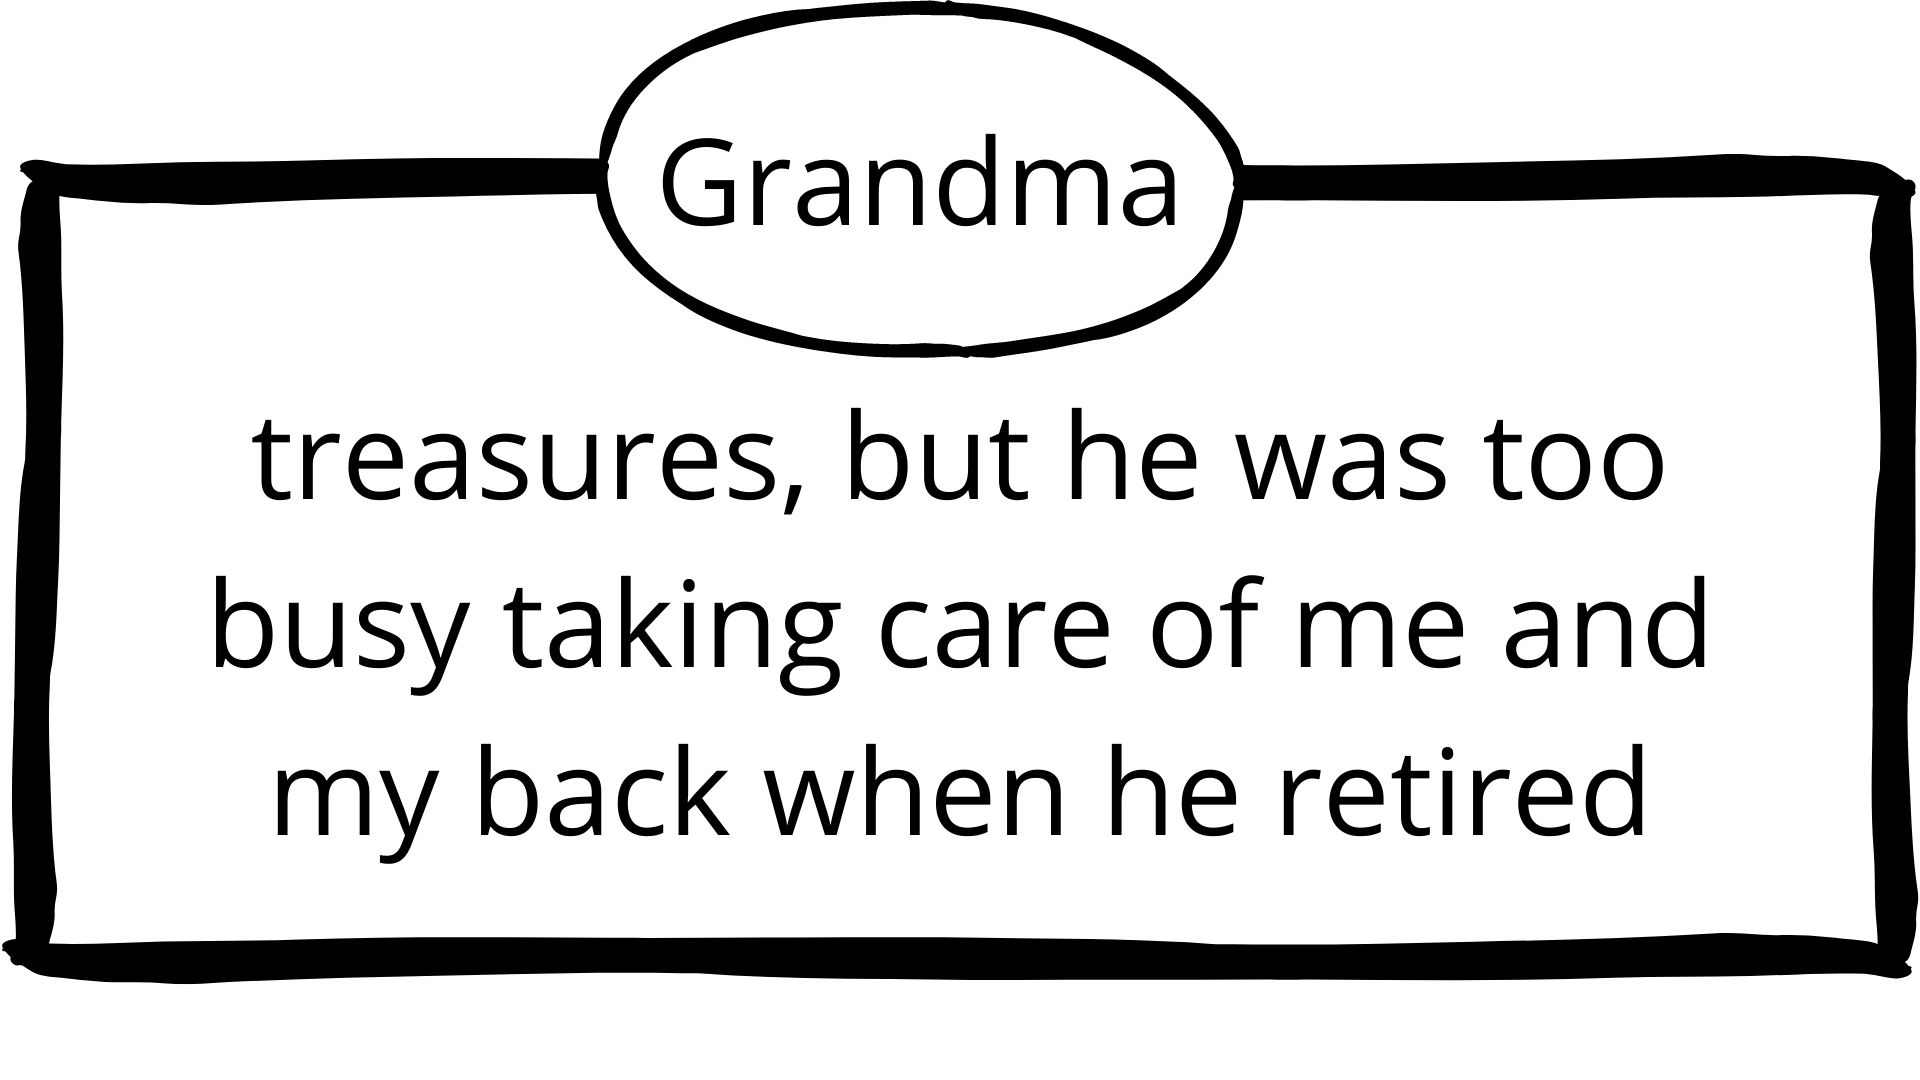 Grandma
treasures, but he was too
busy taking care of me and
my back when he retired